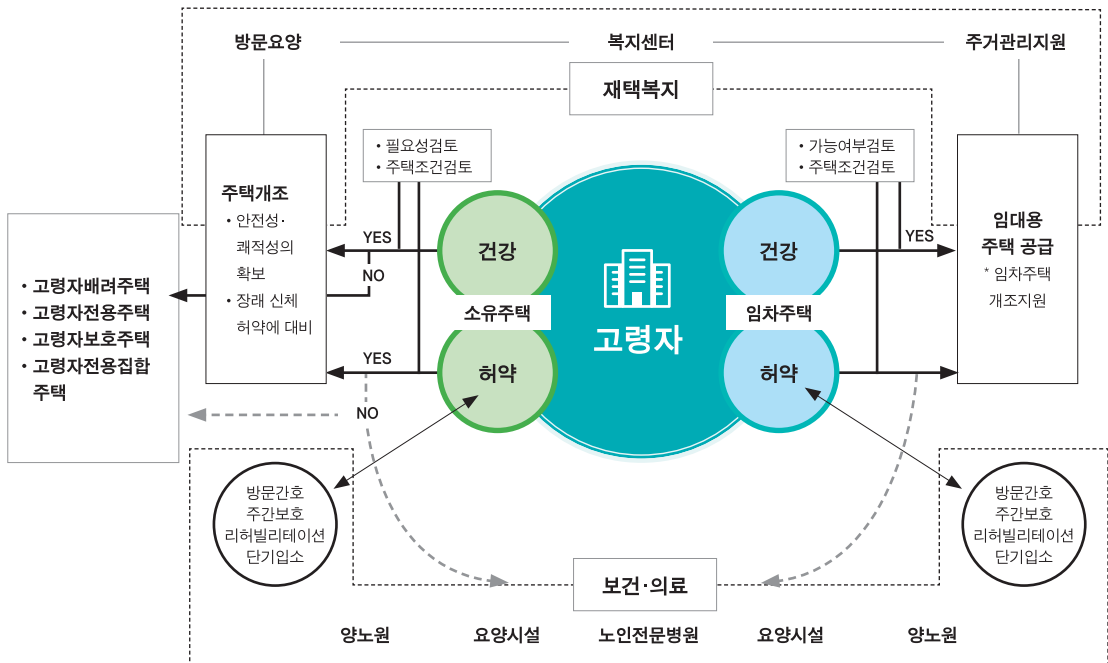 방문요양
복지센터
주거관리지원
재택복지
• 필요성검토
• 주택조건검토
• 가능여부검토
• 주택조건검토
주택개조
• 안전성·
쾌적성의
확보
• 장래 신체
허약에 대비
임대용
주택 공급
* 임차주택
개조지원
• 고령자배려주택
• 고령자전용주택
• 고령자보호주택
• 고령자전용집합
주택
YES
NO
YES
NO
YES
건강
소유주택
허약
고령자
건강
임차주택
허약
방문간호
주간보호
리허빌리테이션
단기입소
방문간호
주간보호
리허빌리테이션
단기입소
보건·의료
양노원
요양시설
노인전문병원
요양시설
양노원